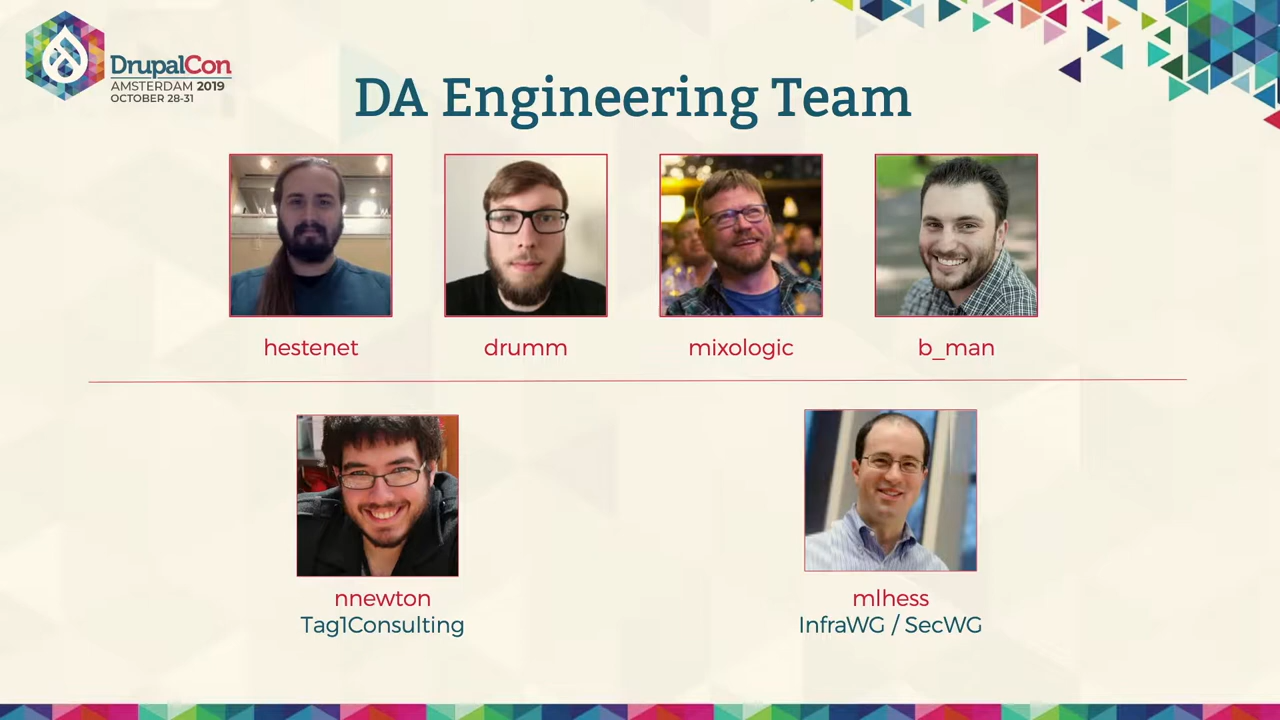 DrupalCon
AMSTERDAM 2019
OCTOBER 28-31
DA Engineering Team
hestenet
drumm
mixologic
b_man
nnewton
Tag1Consulting
mlhess
InfraWG / SecWG